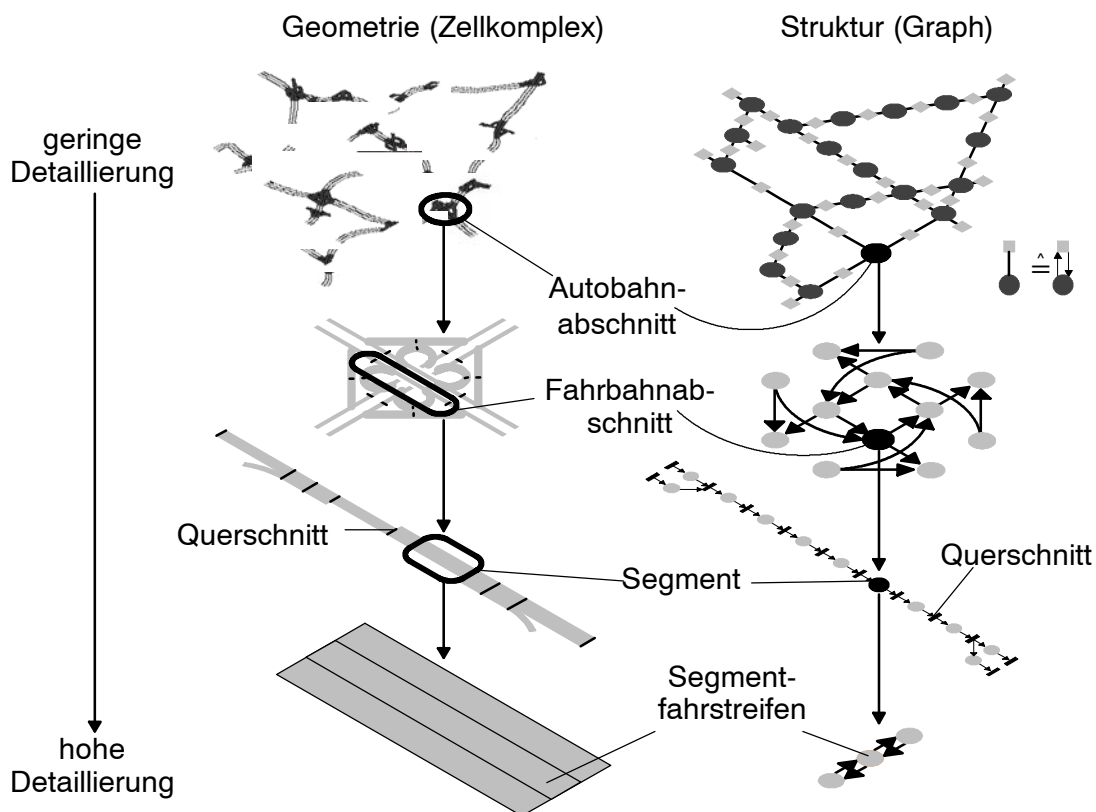 Geometrie (Zellkomplex)
Struktur (Graph)
geringe
Detaillierung
Autobahn-
abschnitt
≙
Fahrbahnab-
schnitt
Querschnitt
Segment
Querschnitt
Segment-
fahrstreifen
hohe
Detaillierung